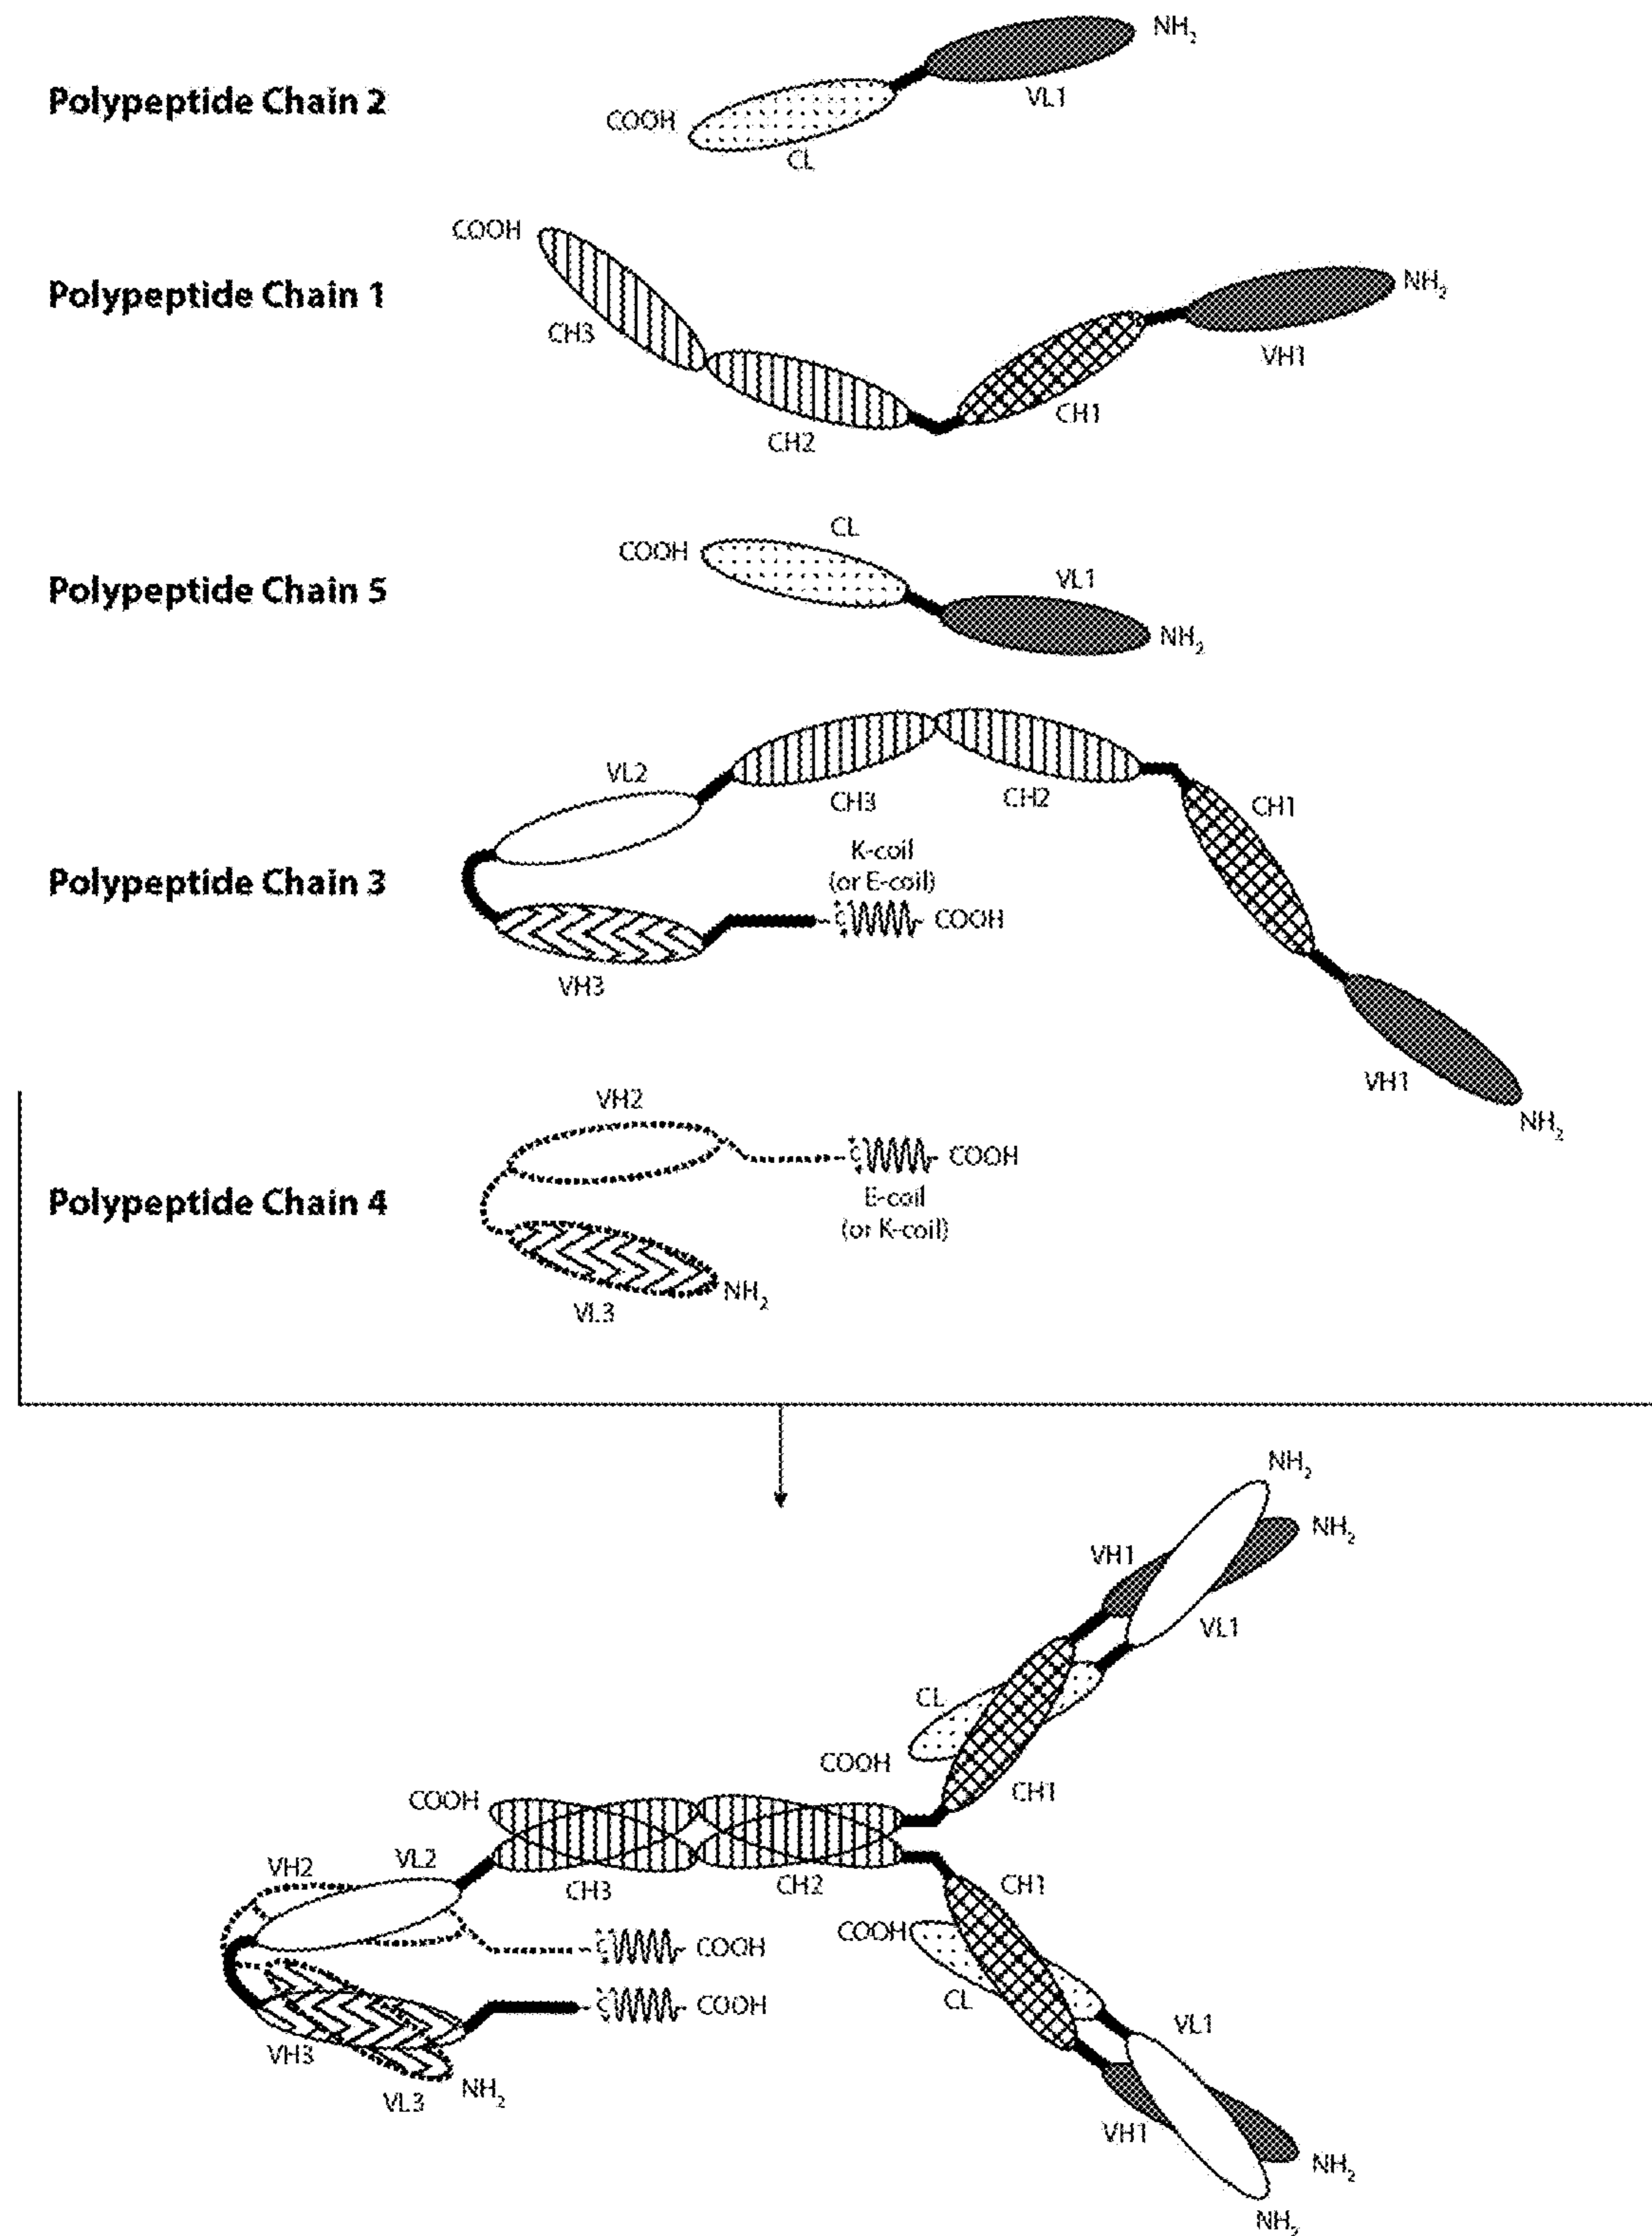 NH₂
Polypeptide Chain 2
VL1
COOH
CL
COOH
Polypeptide Chain 1
NH₂
CH3
VH1
CH1
CH2
CL
COOH
VL1
Polypeptide Chain 5
NH₂
VL2
CH3
CH2
CH1
K-coil
(or E-coil)
Polypeptide Chain 3
COOH
VH3
VH1
NH₂
VH2
COOH
Polypeptide Chain 4
E-coil
(or K-coil)
NH₂
VL3
NH₂
NH₂
VH1
VL1
CL
COOH
CH1
COOH
VL2
VH2
CH3
CH2
CH1
COOH
COOH
CL
COOH
VL1
VH3
NH₂
VL3
VH1
NH₂
NH₂